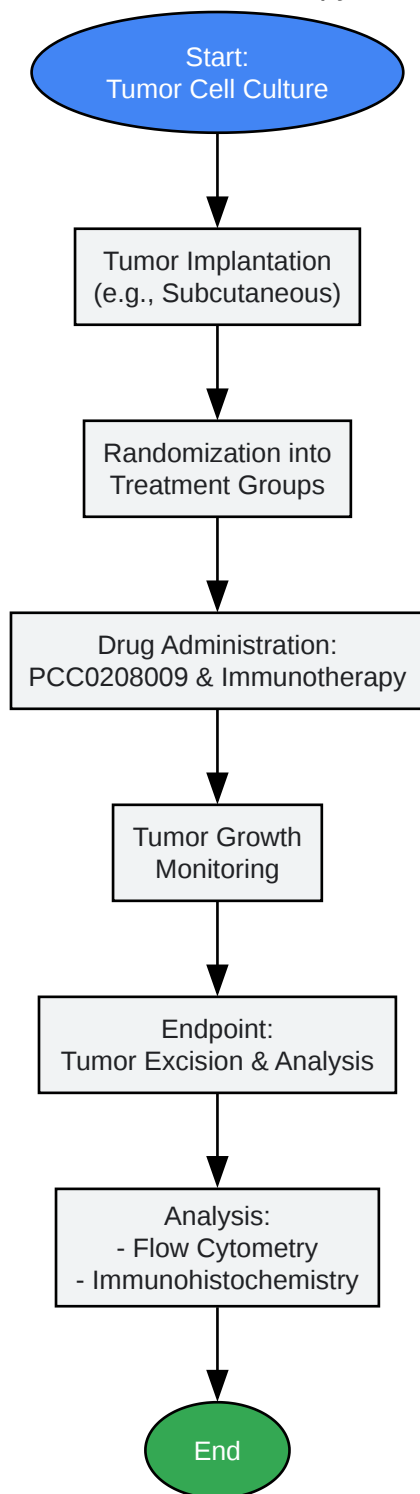 Start:
Tumor Cell Culture
Tumor Implantation
(e.g., Subcutaneous)
Randomization into
Treatment Groups
Drug Administration:
PCC0208009 & Immunotherapy
Tumor Growth
Monitoring
Endpoint:
Tumor Excision & Analysis
Analysis:
- Flow Cytometry
- Immunohistochemistry
End